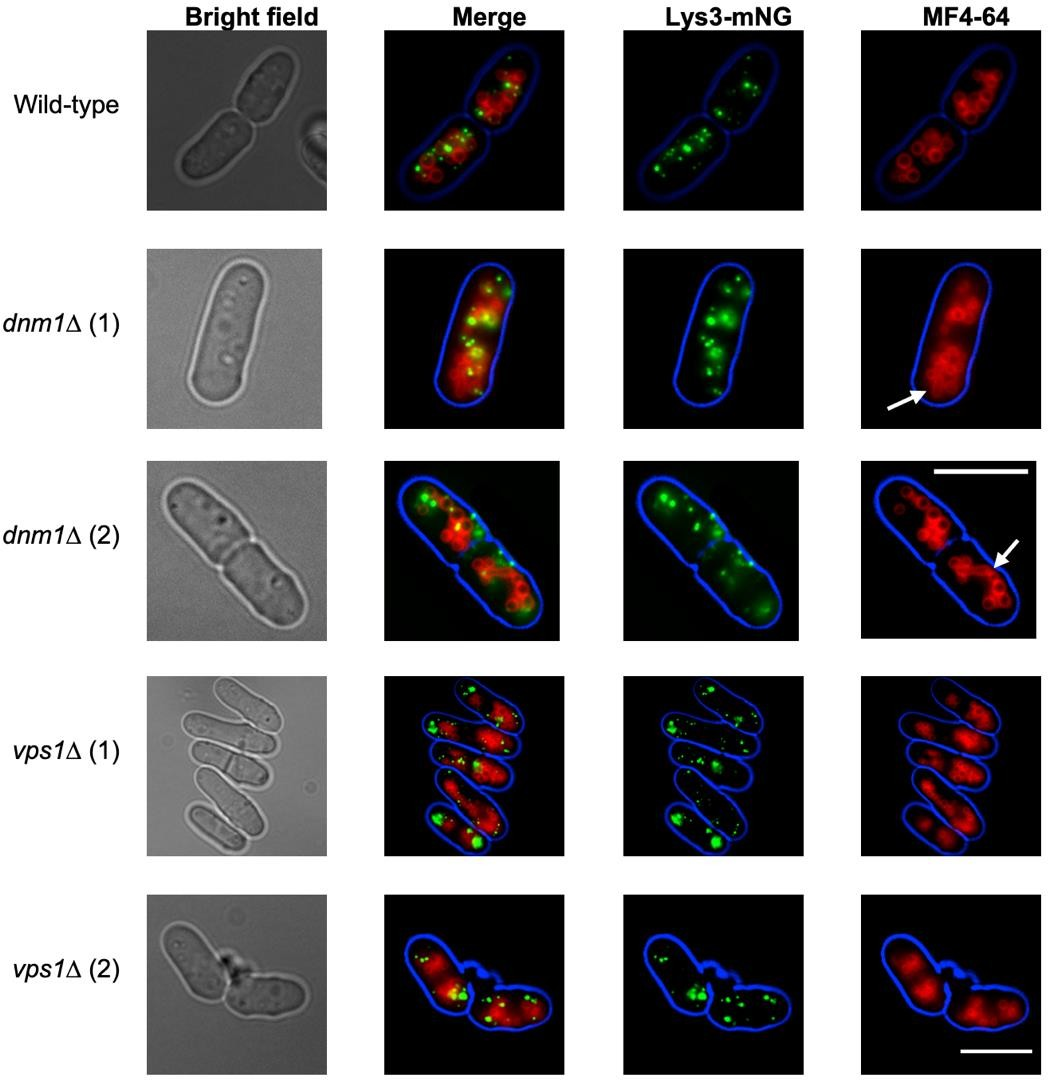 Bright field Merge Lys3-mNG MF4-64
Wild-type
dnm1Δ (1)
dnm1Δ (2)
vps1Δ (1)
vps1Δ (2)